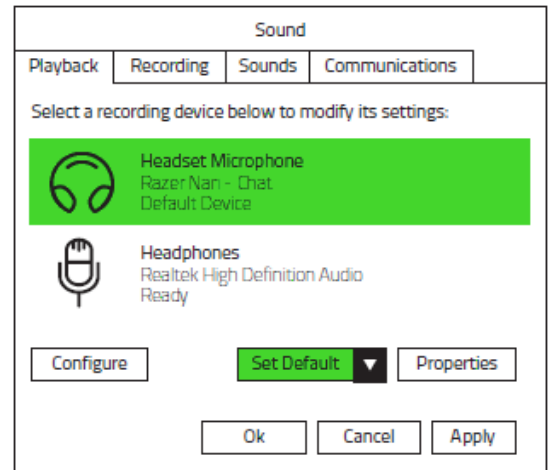 Sound
Playback Recording Sounds Communications
Select a recording device below to modify its settings:
Headset Microphone
Razer Nari - Chat
Default Device
Headphones
Realtek High Definition Audio
Ready
Configure Set Default Properties
Ok Cancel Apply